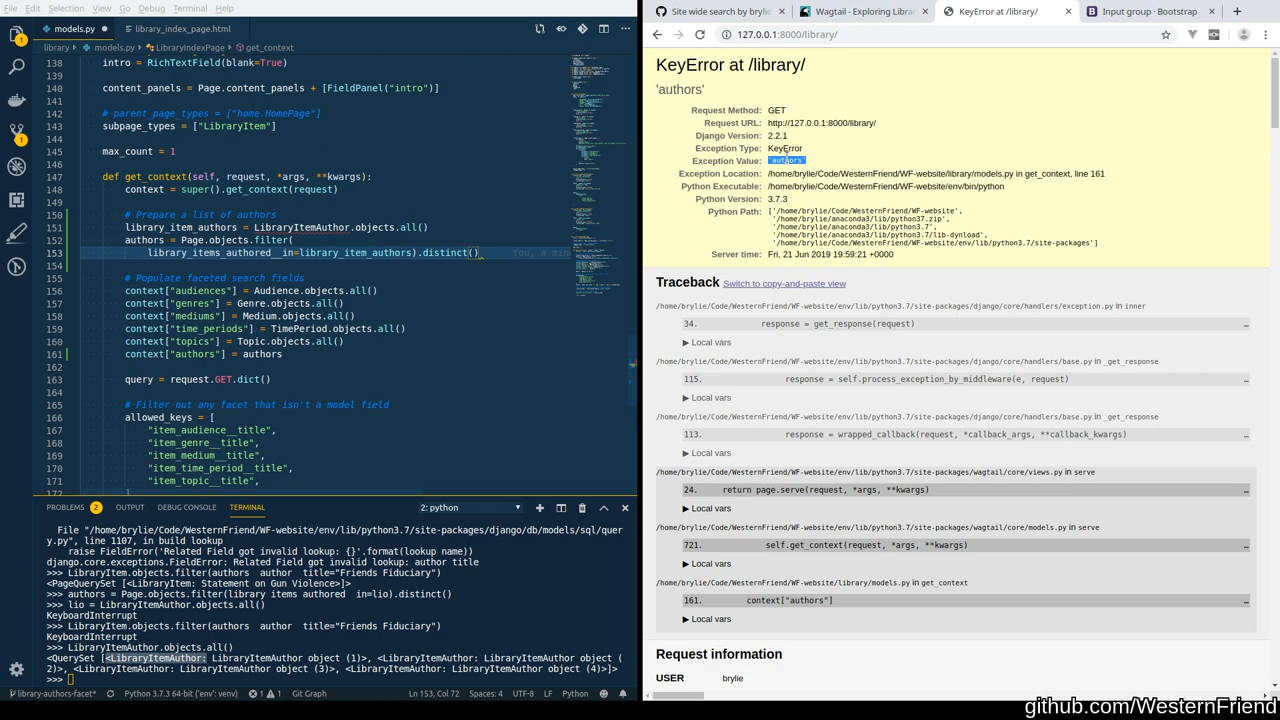 File Edit Selection View Go Debug Terminal Help
models.py library_index_page.html
library models.py LibraryIndexPage get_context
138 intro = RichTextField(blank=True)
139
140 content_panels = Page.content_panels + [FieldPanel("intro")]
141
142 # parent_page_types = ["home.HomePage"]
143 subpage_types = ["LibraryItem"]
144
145 max_count = 1
146
147 def get_context(self, request, *args, **kwargs):
148 context = super().get_context(request)
149
150 # Prepare a list of authors
151 library_item_authors = LibraryItemAuthor.objects.all()
152 authors = Page.objects.filter(
153 library_items_authored__in=library_item_authors).distinct() You, a min
154
155 # Populate faceted search fields
156 context["audiences"] = Audience.objects.all()
157 context["genres"] = Genre.objects.all()
158 context["mediums"] = Medium.objects.all()
159 context["time_periods"] = TimePeriod.objects.all()
160 context["topics"] = Topic.objects.all()
161 context["authors"] = authors
162
163 query = request.GET.dict()
164
165 # Filter out any facet that isn't a model field
166 allowed_keys = [
167 "item_audience__title",
168 "item_genre__title",
169 "item_medium__title",
170 "item_time_period__title",
171 "item_topic__title",
172 ]
PROBLEMS 2 OUTPUT DEBUG CONSOLE TERMINAL 2: python
File "/home/brylie/Code/WesternFriend/WF-website/env/lib/python3.7/site-packages/django/db/models/sql/quer
y.py", line 1107, in build_lookup
raise FieldError('Related Field got invalid lookup: {}'.format(lookup_name))
django.core.exceptions.FieldError: Related Field got invalid lookup: author_title
>>> LibraryItem.objects.filter(authors__author__title="Friends Fiduciary")
<PageQuerySet [<LibraryItem: Statement on Gun Violence>]>
>>> authors = Page.objects.filter(library_items_authored__in=lio).distinct()
>>> lio = LibraryItemAuthor.objects.all()
KeyboardInterrupt
>>> LibraryItem.objects.filter(authors__author__title="Friends Fiduciary")
KeyboardInterrupt
>>> LibraryItemAuthor.objects.all()
<QuerySet [<LibraryItemAuthor: LibraryItemAuthor object (1)>, <LibraryItemAuthor: LibraryItemAuthor object (
2)>, <LibraryItemAuthor: LibraryItemAuthor object (3)>, <LibraryItemAuthor: LibraryItemAuthor object (4)>]>
>>>
library-authors-facet* Python 3.7.3 64-bit ('env': venv) 1 1 Git Graph Ln 153, Col 72 Spaces: 4 UTF-8 LF Python
Site wide search by brylie Wagtail - Exploring Libra KeyError at /library/ Input group · Bootstrap
127.0.0.1:8000/library/
KeyError at /library/
'authors'
Request Method: GET
Request URL: http://127.0.0.1:8000/library/
Django Version: 2.2.1
Exception Type: KeyError
Exception Value: 'authors'
Exception Location: /home/brylie/Code/WesternFriend/WF-website/library/models.py in get_context, line 161
Python Executable: /home/brylie/Code/WesternFriend/WF-website/env/bin/python
Python Version: 3.7.3
Python Path: ['/home/brylie/Code/WesternFriend/WF-website',
'/home/brylie/anaconda3/lib/python37.zip',
'/home/brylie/anaconda3/lib/python3.7',
'/home/brylie/anaconda3/lib/python3.7/lib-dynload',
'/home/brylie/Code/WesternFriend/WF-website/env/lib/python3.7/site-packages']
Server time: Fri, 21 Jun 2019 19:59:21 +0000
Traceback Switch to copy-and-paste view
/home/brylie/Code/WesternFriend/WF-website/env/lib/python3.7/site-packages/django/core/handlers/exception.py in inner
34. response = get_response(request) …
▶ Local vars
/home/brylie/Code/WesternFriend/WF-website/env/lib/python3.7/site-packages/django/core/handlers/base.py in _get_response
115. response = self.process_exception_by_middleware(e, request) …
▶ Local vars
/home/brylie/Code/WesternFriend/WF-website/env/lib/python3.7/site-packages/django/core/handlers/base.py in _get_response
113. response = wrapped_callback(request, *callback_args, **callback_kwargs) …
▶ Local vars
/home/brylie/Code/WesternFriend/WF-website/env/lib/python3.7/site-packages/wagtail/core/views.py in serve
24. return page.serve(request, *args, **kwargs) …
▶ Local vars
/home/brylie/Code/WesternFriend/WF-website/env/lib/python3.7/site-packages/wagtail/core/models.py in serve
721. self.get_context(request, *args, **kwargs) …
▶ Local vars
/home/brylie/Code/WesternFriend/WF-website/library/models.py in get_context
161. context["authors"] …
▶ Local vars
Request information
USER brylie
github.com/WesternFriend